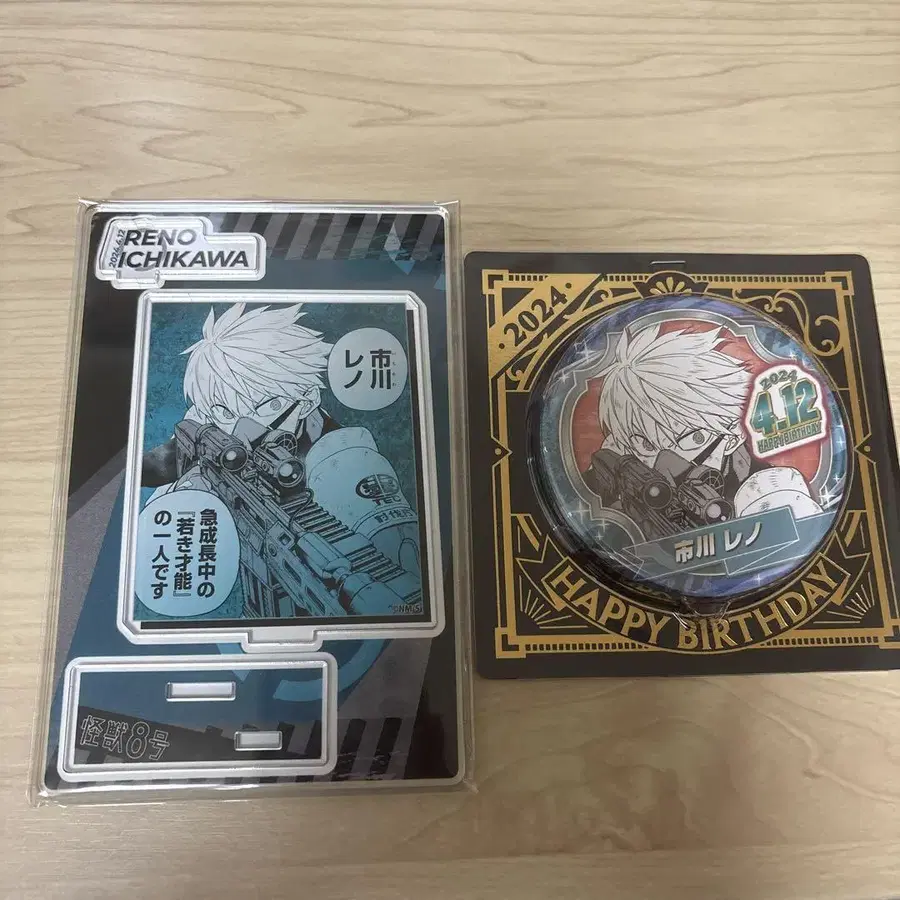 2024.4.12
RENO
ICHIKAWA
市川
レノ
急成長中の
『若き才能』
の一人です
©NM/S
怪獣8号
2024
2024
4.12
HAPPY BIRTHDAY
市川 レノ
HAPPY BIRTHDAY